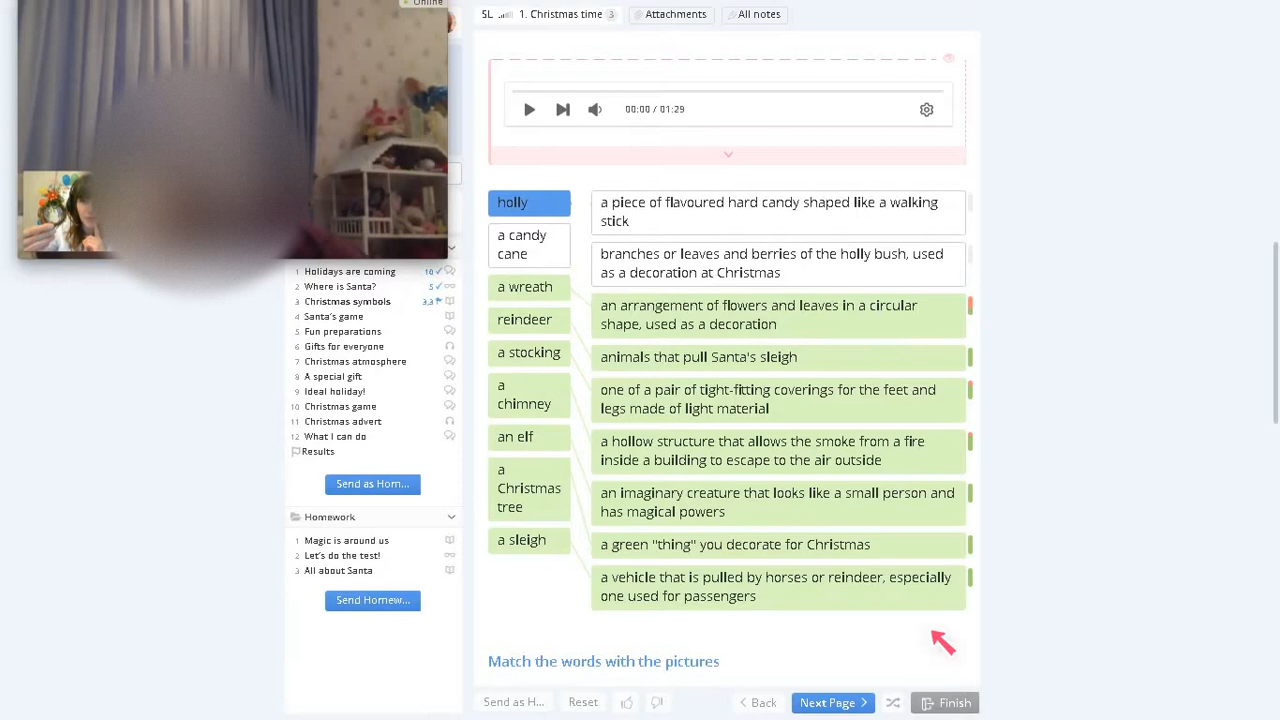 Online
SL
1. Christmas time 3
Attachments
All notes
00:00 / 01:29
holly
a candy
cane
a wreath
reindeer
a stocking
a
chimney
an elf
a
Christmas
tree
a sleigh
a piece of flavoured hard candy shaped like a walking
stick
branches or leaves and berries of the holly bush, used
as a decoration at Christmas
an arrangement of flowers and leaves in a circular
shape, used as a decoration
animals that pull Santa's sleigh
one of a pair of tight-fitting coverings for the feet and
legs made of light material
a hollow structure that allows the smoke from a fire
inside a building to escape to the air outside
an imaginary creature that looks like a small person and
has magical powers
a green "thing" you decorate for Christmas
a vehicle that is pulled by horses or reindeer, especially
one used for passengers
Match the words with the pictures
1 Holidays are coming
2 Where is Santa? 5
3 Christmas symbols 3,3
4 Santa's game
5 Fun preparations
6 Gifts for everyone
7 Christmas atmosphere
8 A special gift
9 Ideal holiday!
10 Christmas game
11 Christmas advert
12 What I can do
Results
Send as Hom...
Homework
1 Magic is around us
2 Let's do the test!
3 All about Santa
Send Homew...
Send as H...
Reset
Back
Next Page
Finish